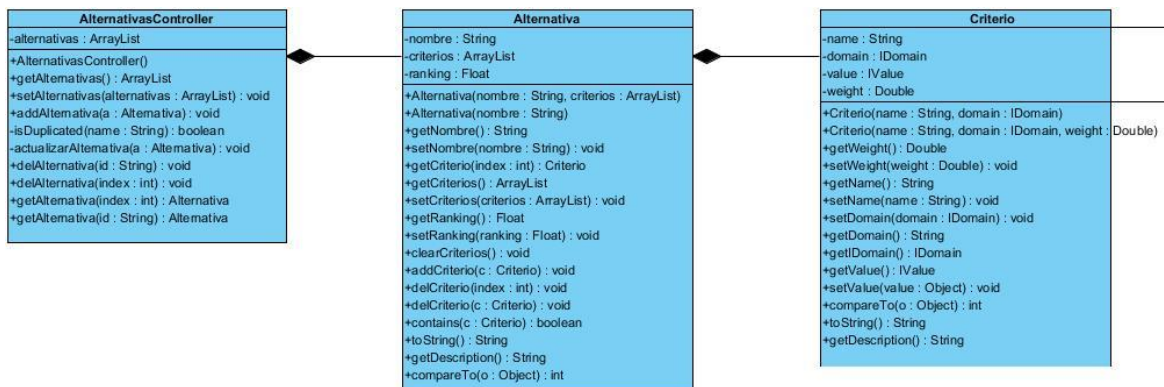 AlternativasController
-alternativas : ArrayList
+AlternativasController()
+getAlternativas() : ArrayList
+setAlternativas(alternativas : ArrayList) : void
+addAlternativa(a : Alternativa) : void
-isDuplicated(name : String) : boolean
-actualizarAlternativa(a : Alternativa) : void
+delAlternativa(id : String) : void
+delAlternativa(index : int) : void
+getAlternativa(index : int) : Alternativa
+getAlternativa(id : String) : Alternativa
Alternativa
-nombre : String
-criterios : ArrayList
-ranking : Float
+Alternativa(nombre : String, criterios : ArrayList)
+Alternativa(nombre : String)
+getNombre() : String
+setNombre(nombre : String) : void
+getCriterio(index : int) : Criterio
+getCriterios() : ArrayList
+setCriterios(criterios : ArrayList) : void
+getRanking() : Float
+setRanking(ranking : Float) : void
+clearCriterios() : void
+addCriterio(c : Criterio) : void
+delCriterio(index : int) : void
+delCriterio(c : Criterio) : void
+contains(c : Criterio) : boolean
+toString() : String
+getDescription() : String
+compareTo(o : Object) : int
Criterio
-name : String
-domain : IDomain
-value : IValue
-weight : Double
+Criterio(name : String, domain : IDomain)
+Criterio(name : String, domain : IDomain, weight : Double)
+getWeight() : Double
+setWeight(weight : Double) : void
+getName() : String
+setName(name : String) : void
+setDomain(domain : IDomain) : void
+getDomain() : String
+getIDomain() : IDomain
+getValue() : IValue
+setValue(value : Object) : void
+compareTo(o : Object) : int
+toString() : String
+getDescription() : String